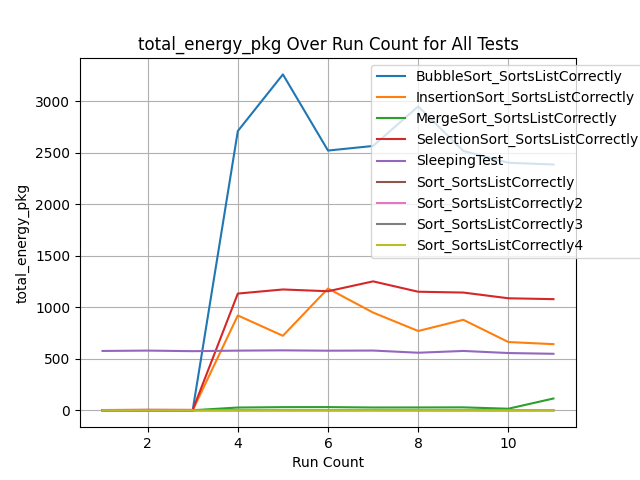 total_energy_pkg Over Run Count for All Tests
BubbleSort_SortsListCorrectly
InsertionSort_SortsListCorrectly
MergeSort_SortsListCorrectly
SelectionSort_SortsListCorrectly
SleepingTest
Sort_SortsListCorrectly
Sort_SortsListCorrectly2
Sort_SortsListCorrectly3
Sort_SortsListCorrectly4
total_energy_pkg
3000
2500
2000
1500
1000
500
0
2 4 6 8 10
Run Count